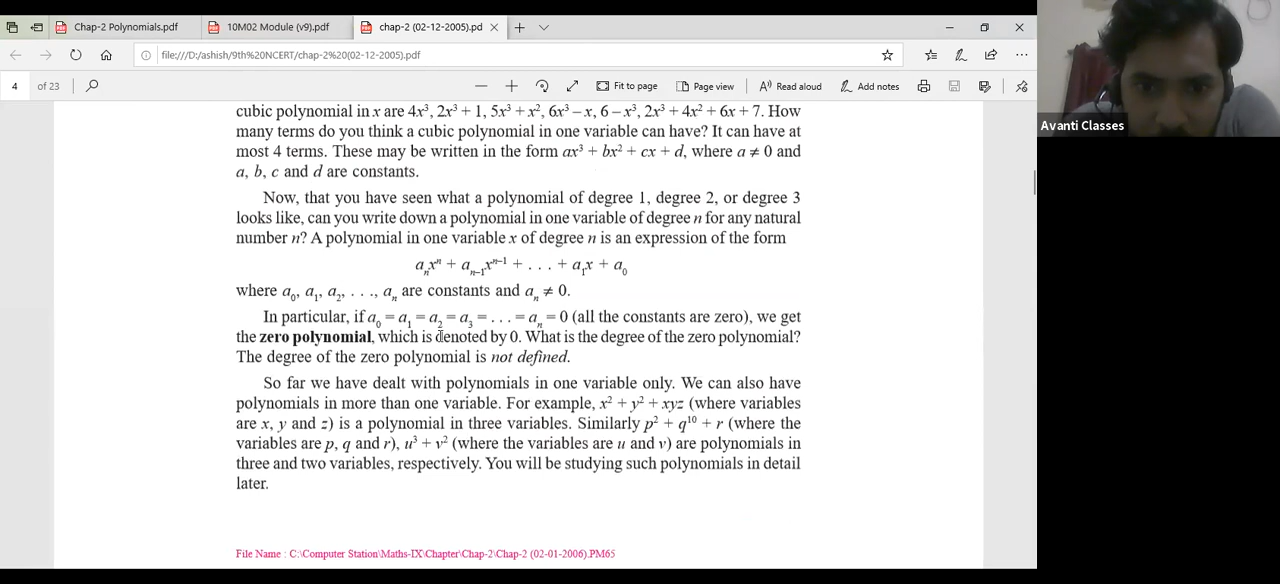 Chap-2 Polynomials.pdf
10M02 Module (v9).pdf
chap-2 (02-12-2005).pd
file:///D:/ashish/9th%20NCERT/chap-2%20(02-12-2005).pdf
4 of 23
Fit to page
Page view
Read aloud
Add notes
Avanti Classes
cubic polynomial in x are 4x³, 2x³ + 1, 5x³ + x², 6x³ – x, 6 – x³, 2x³ + 4x² + 6x + 7. How
many terms do you think a cubic polynomial in one variable can have? It can have at
most 4 terms. These may be written in the form ax³ + bx² + cx + d, where a ≠ 0 and
a, b, c and d are constants.
Now, that you have seen what a polynomial of degree 1, degree 2, or degree 3
looks like, can you write down a polynomial in one variable of degree n for any natural
number n? A polynomial in one variable x of degree n is an expression of the form
aₙxⁿ + aₙ₋₁xⁿ⁻¹ + . . . + a₁x + a₀
where a₀, a₁, a₂, . . ., aₙ are constants and aₙ ≠ 0.
In particular, if a₀ = a₁ = a₂ = a₃ = . . . = aₙ = 0 (all the constants are zero), we get
the zero polynomial, which is denoted by 0. What is the degree of the zero polynomial?
The degree of the zero polynomial is not defined.
So far we have dealt with polynomials in one variable only. We can also have
polynomials in more than one variable. For example, x² + y² + xyz (where variables
are x, y and z) is a polynomial in three variables. Similarly p² + q¹⁰ + r (where the
variables are p, q and r), u³ + v² (where the variables are u and v) are polynomials in
three and two variables, respectively. You will be studying such polynomials in detail
later.
File Name : C:\Computer Station\Maths-IX\Chapter\Chap-2\Chap-2 (02-01-2006).PM65